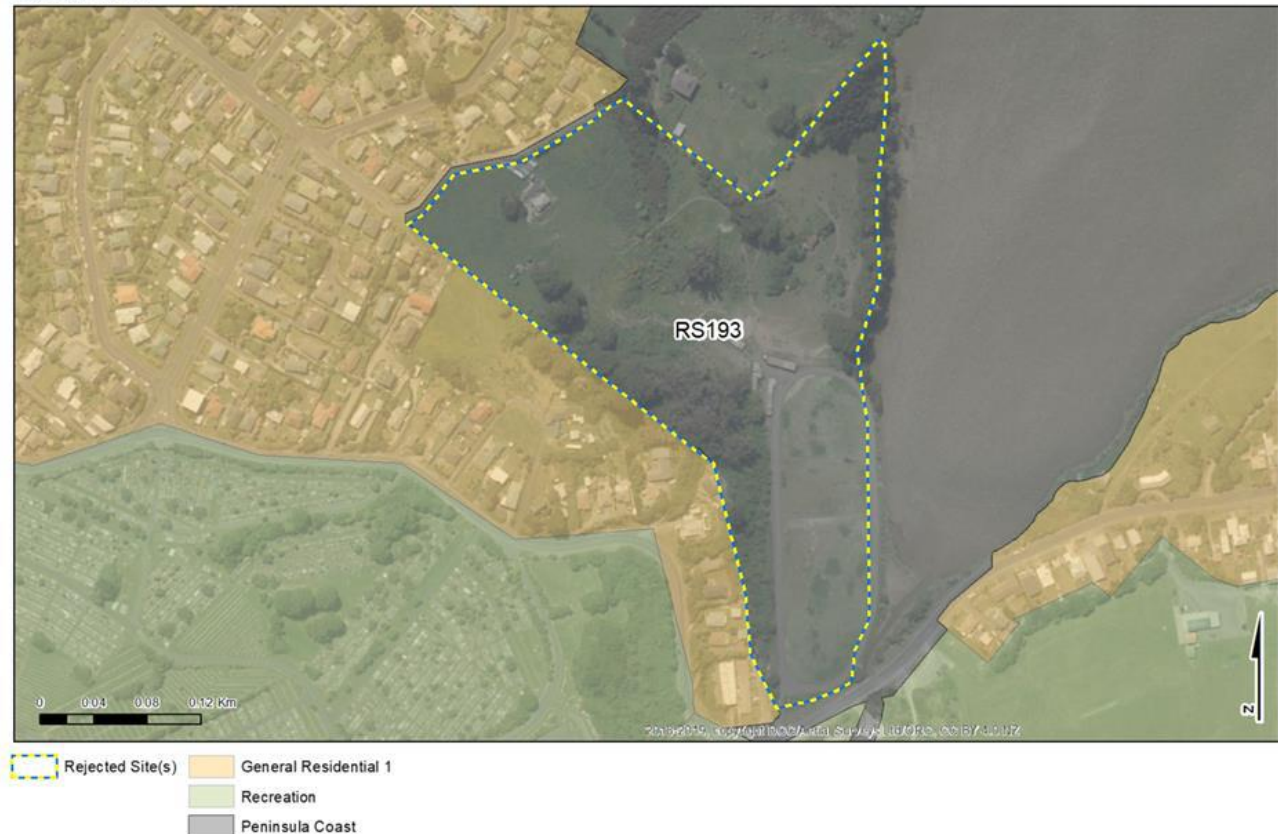 RS193
0 0.04 0.08 0.12 Km
N
Rejected Site(s)
General Residential 1
Recreation
Peninsula Coast